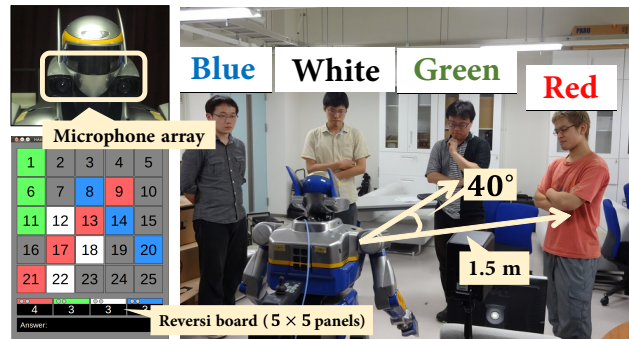 Blue
White
Green
Red
Microphone array
40°
1.5 m
1 2 3 4 5
6 7 8 9 10
11 12 13 14 15
16 17 18 19 20
21 22 23 24 25
4 3 3
Answer:
Reversi board ( 5 × 5 panels)